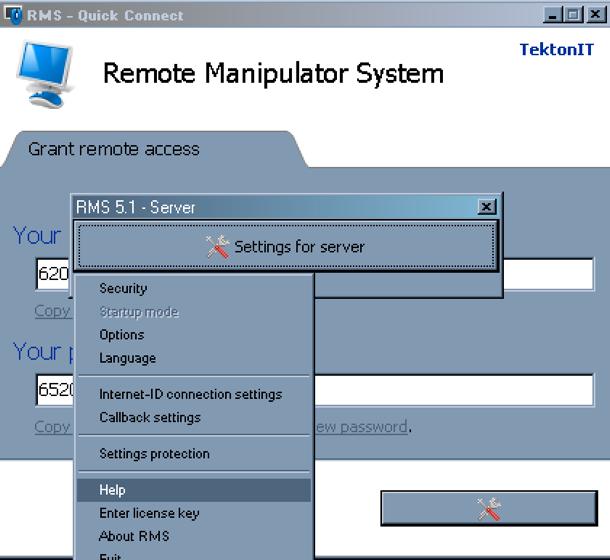 RMS - Quick Connect
TektonIT
Remote Manipulator System
Grant remote access
RMS 5.1 - Server
Your
Settings for server
620
Security
Copy
Startup mode
Options
Your
Language
6520
Internet-ID connection settings
Callback settings
Copy
password.
Settings protection
Help
Enter license key
About RMS
Exit